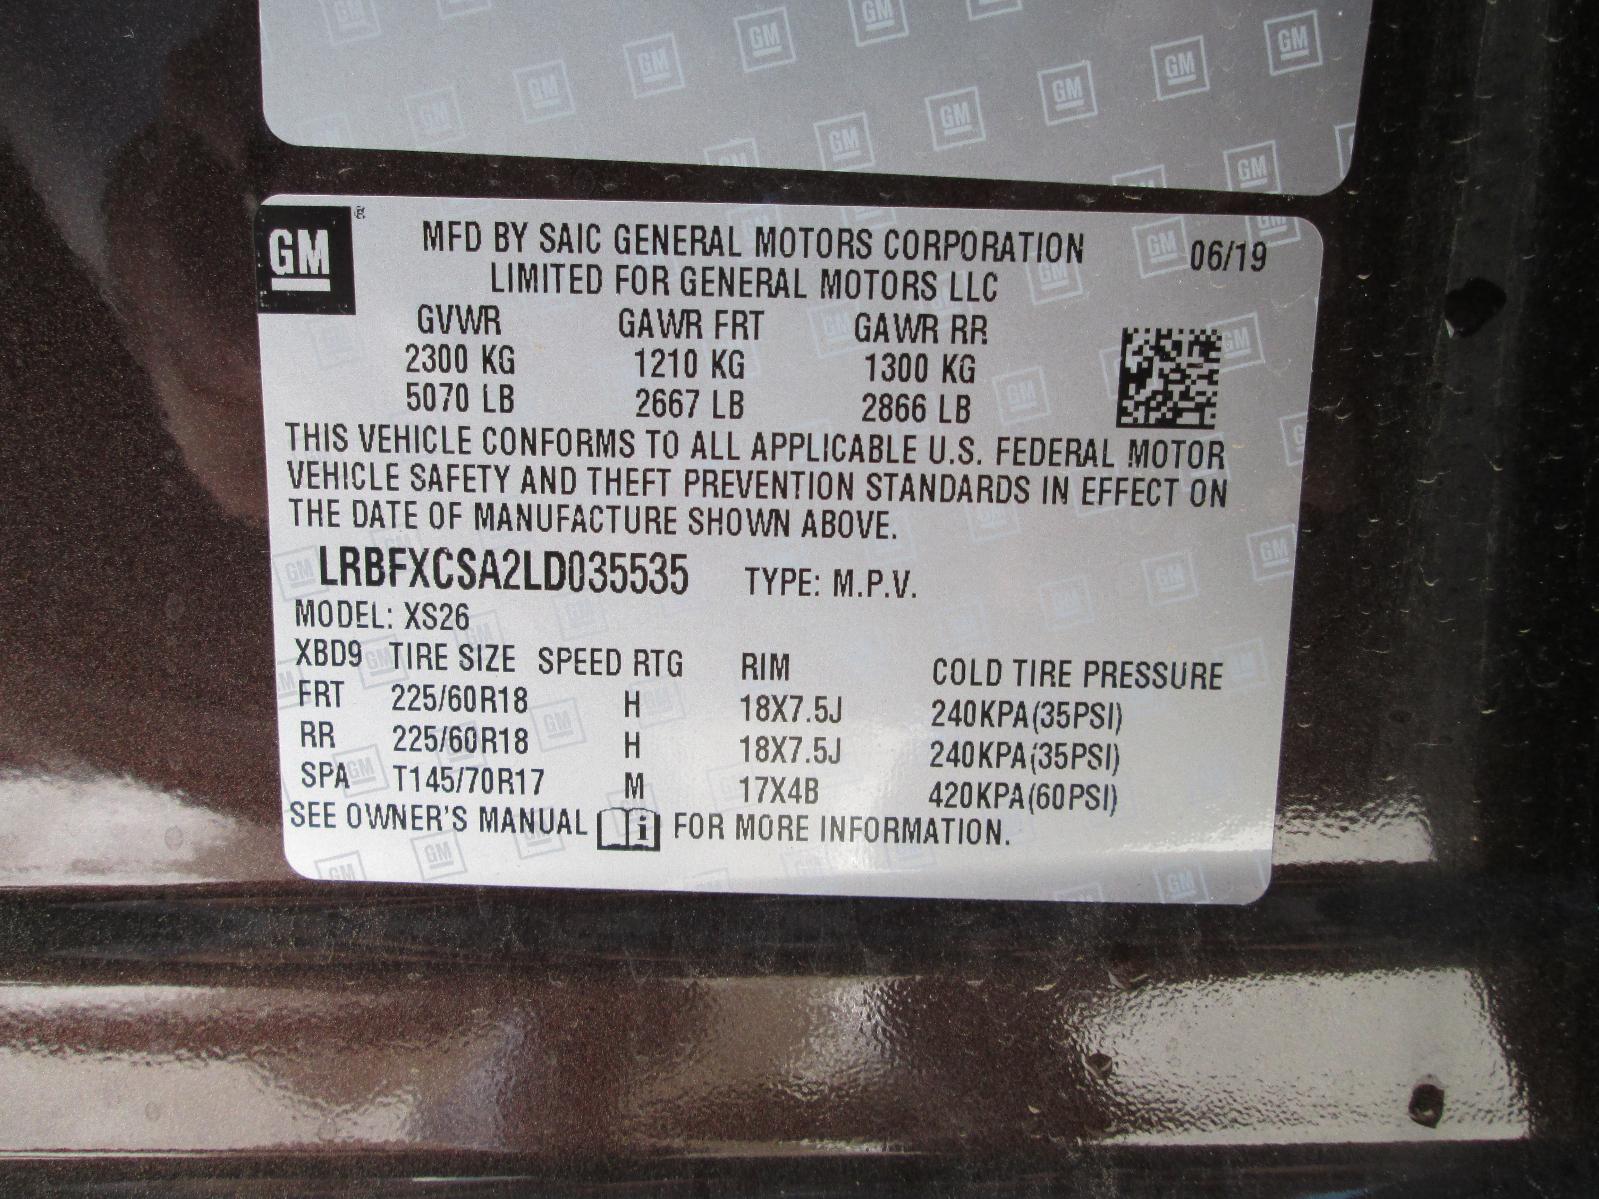 GM
MFD BY SAIC GENERAL MOTORS CORPORATION 06/19
LIMITED FOR GENERAL MOTORS LLC
GVWR GAWR FRT GAWR RR
2300 KG 1210 KG 1300 KG
5070 LB 2667 LB 2866 LB
THIS VEHICLE CONFORMS TO ALL APPLICABLE U.S. FEDERAL MOTOR
VEHICLE SAFETY AND THEFT PREVENTION STANDARDS IN EFFECT ON
THE DATE OF MANUFACTURE SHOWN ABOVE.
LRBFXCSA2LD035535 TYPE: M.P.V.
MODEL: XS26
XBD9 TIRE SIZE SPEED RTG RIM COLD TIRE PRESSURE
FRT 225/60R18 H 18X7.5J 240KPA(35PSI)
RR 225/60R18 H 18X7.5J 240KPA(35PSI)
SPA T145/70R17 M 17X4B 420KPA(60PSI)
SEE OWNER'S MANUAL i FOR MORE INFORMATION.